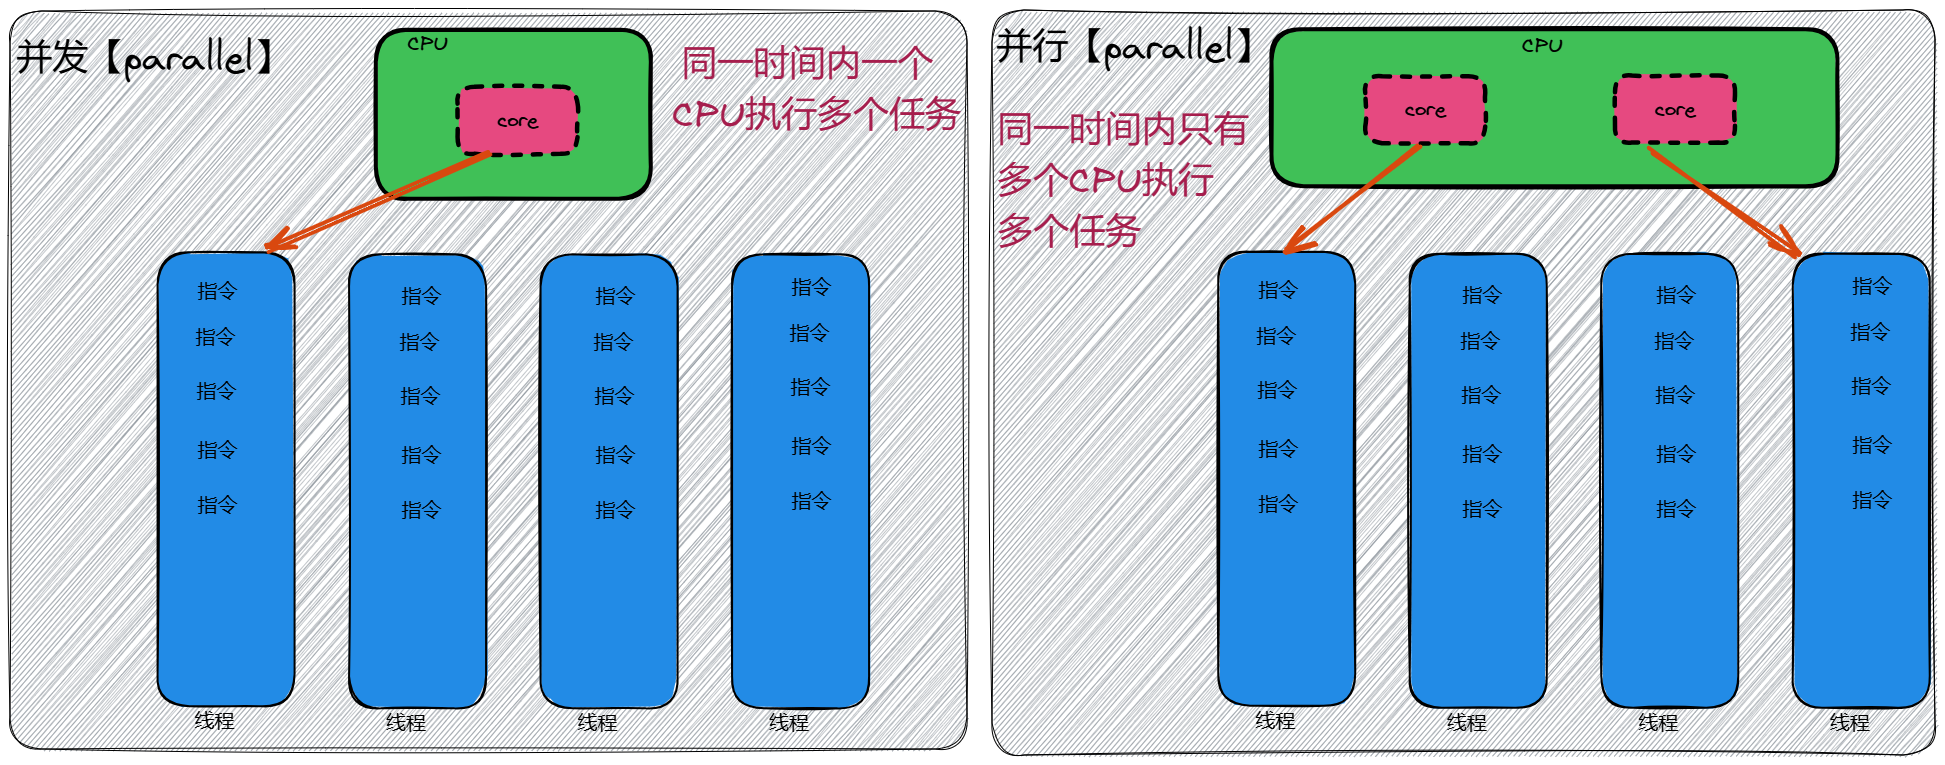 并发【parallel】
CPU
core
同一时间内一个
CPU执行多个任务
指令 指令 指令 指令
指令 指令 指令 指令
指令 指令 指令 指令
指令 指令 指令 指令
指令 指令 指令 指令
线程 线程 线程 线程
并行【parallel】
CPU
core core
同一时间内只有
多个CPU执行
多个任务
指令 指令 指令 指令
指令 指令 指令 指令
指令 指令 指令 指令
指令 指令 指令 指令
指令 指令 指令 指令
线程 线程 线程 线程